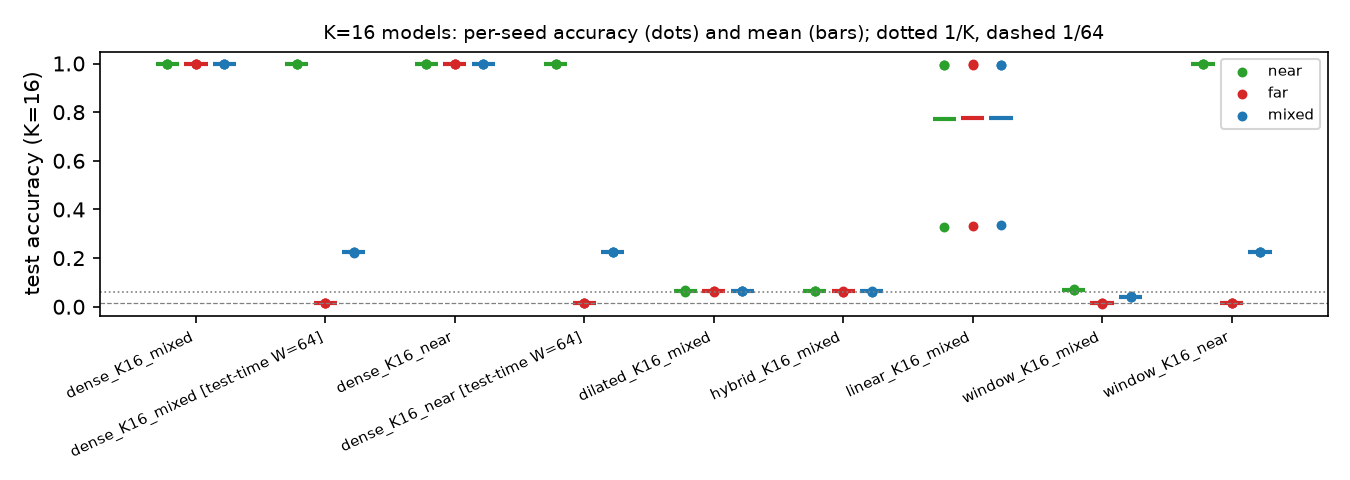 K=16 models: per-seed accuracy (dots) and mean (bars); dotted 1/K, dashed 1/64
test accuracy (K=16)
1.0
0.8
0.6
0.4
0.2
0.0
near
far
mixed
dense_K16_mixed
dense_K16_mixed [test-time W=64]
dense_K16_near
dense_K16_near [test-time W=64]
dilated_K16_mixed
hybrid_K16_mixed
linear_K16_mixed
window_K16_mixed
window_K16_near